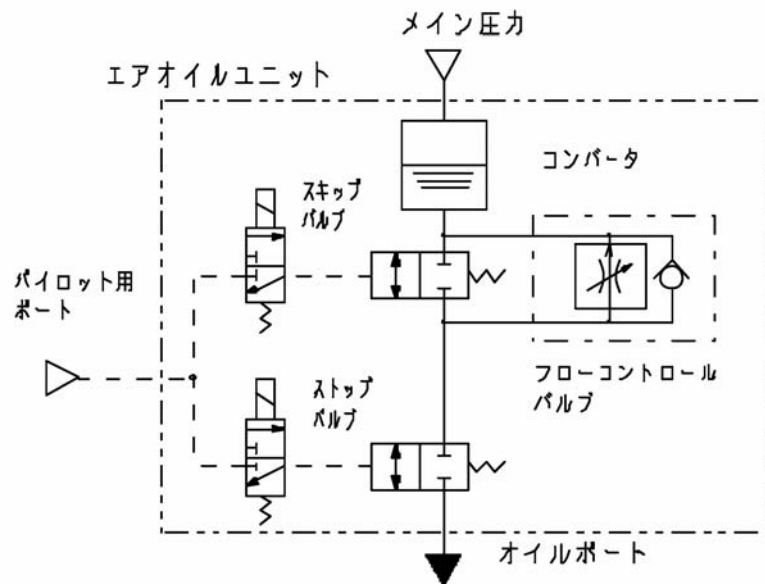 メイン圧力
エアオイルユニット
コンバータ
スキップ
バルブ
パイロット用
ポート
ストップ
バルブ
フローコントロール
バルブ
オイルポート